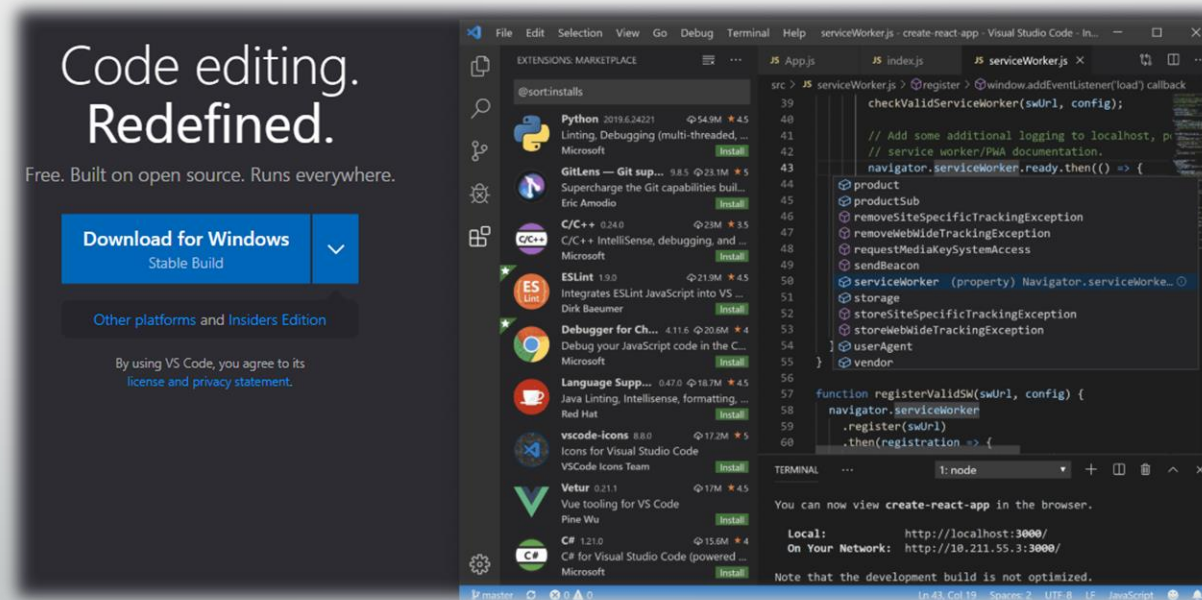 Code editing.
Redefined.
Free. Built on open source. Runs everywhere.
Download for Windows
Stable Build
Other platforms and Insiders Edition
By using VS Code, you agree to its
license and privacy statement.
File Edit Selection View Go Debug Terminal Help serviceWorker.js - create-react-app - Visual Studio Code - In...
EXTENSIONS: MARKETPLACE
@sort:installs
Python 2019.6.24221 54.9M 4.5
Linting, Debugging (multi-threaded, ...
Microsoft Install
GitLens — Git sup... 9.8.5 23.1M 5
Supercharge the Git capabilities buil...
Eric Amodio Install
C/C++ 0.24.0 23M 3.5
C/C++ IntelliSense, debugging, and ...
Microsoft Install
ESLint 1.9.0 21.9M 4.5
Integrates ESLint JavaScript into VS ...
Dirk Baeumer Install
Debugger for Ch... 4.11.6 20.6M 4
Debug your JavaScript code in the C...
Microsoft Install
Language Supp... 0.47.0 18.7M 4.5
Java Linting, Intellisense, formatting, ...
Red Hat Install
vscode-icons 8.8.0 17.2M 5
Icons for Visual Studio Code
VSCode Icons Team Install
Vetur 0.21.1 17M 4.5
Vue tooling for VS Code
Pine Wu Install
C# 1.21.0 15.6M 4
C# for Visual Studio Code (powered ...
Microsoft Install
C/C++
ES
Lint
C#
JS App.js JS index.js JS serviceWorker.js
src > JS serviceWorker.js > register > window.addEventListener('load') callback
39 checkValidServiceWorker(swUrl, config);
40
41 // Add some additional logging to localhost, p
42 // service worker/PWA documentation.
43 navigator.serviceWorker.ready.then(() => {
44 product
45 productSub
46 removeSiteSpecificTrackingException
47 removeWebWideTrackingException
48 requestMediaKeySystemAccess
49 sendBeacon
50 serviceWorker (property) Navigator.serviceWorke...
51 storage
52 storeSiteSpecificTrackingException
53 storeWebWideTrackingException
54 } userAgent
55 } vendor
56
57 function registerValidSW(swUrl, config) {
58 navigator.serviceWorker
59 .register(swUrl)
60 .then(registration => {
TERMINAL ... 1: node
You can now view create-react-app in the browser.
Local: http://localhost:3000/
On Your Network: http://10.211.55.3:3000/
Note that the development build is not optimized.
master 0 0 Ln 43, Col 19 Spaces: 2 UTF-8 LF JavaScript